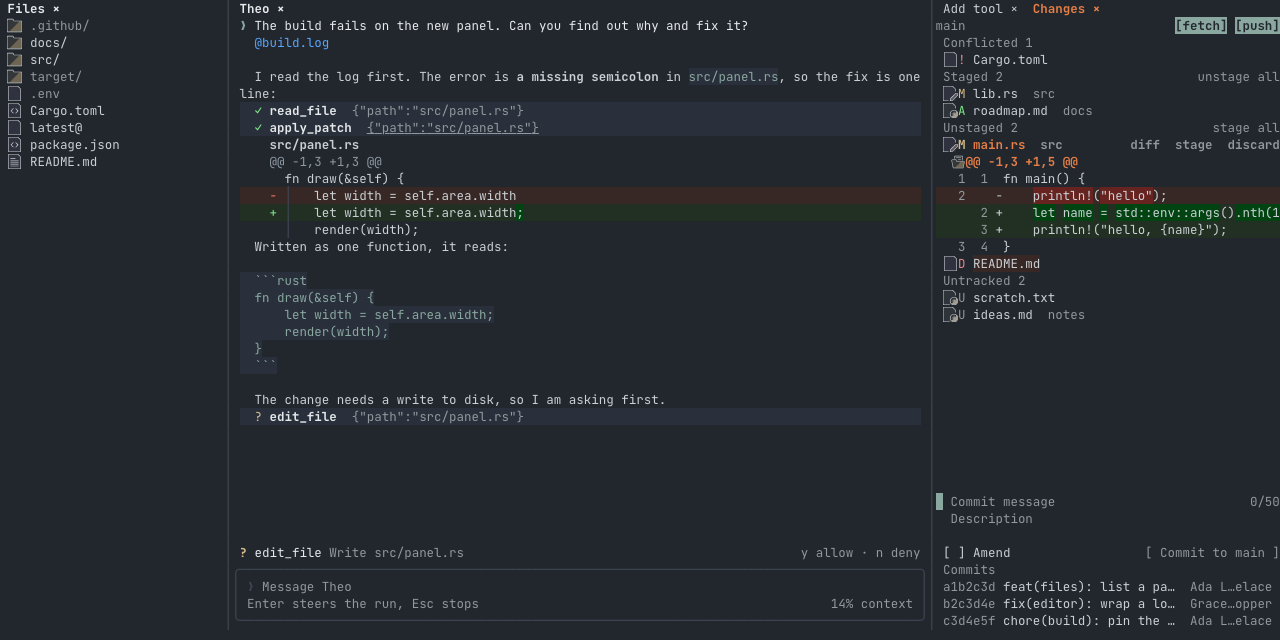 Files ×
.github/
docs/
src/
target/
.env
Cargo.toml
latest@
package.json
README.md
Theo ×
❯ The build fails on the new panel. Can you find out why and fix it?
@build.log
I read the log first. The error is a missing semicolon in src/panel.rs, so the fix is one
line:
✓ read_file {"path":"src/panel.rs"}
✓ apply_patch {"path":"src/panel.rs"}
src/panel.rs
@@ -1,3 +1,3 @@
fn draw(&self) {
-     let width = self.area.width
+     let width = self.area.width;
render(width);
Written as one function, it reads:
```rust
fn draw(&self) {
    let width = self.area.width;
    render(width);
}
```
The change needs a write to disk, so I am asking first.
? edit_file {"path":"src/panel.rs"}
? edit_file Write src/panel.rs y allow · n deny
❯ Message Theo
Enter steers the run, Esc stops 14% context
Add tool × Changes ×
main [fetch] [push]
Conflicted 1
! Cargo.toml
Staged 2 unstage all
M lib.rs src
A roadmap.md docs
Unstaged 2 stage all
M main.rs src diff stage discard
@@ -1,3 +1,5 @@
1 1 fn main() {
2 - println!("hello");
2 + let name = std::env::args().nth(1
3 + println!("hello, {name}");
3 4 }
D README.md
Untracked 2
U scratch.txt
U ideas.md notes
Commit message 0/50
Description
[ ] Amend [ Commit to main ]
Commits
a1b2c3d feat(files): list a pa… Ada L…elace
b2c3d4e fix(editor): wrap a lo… Grace…opper
c3d4e5f chore(build): pin the … Ada L…elace